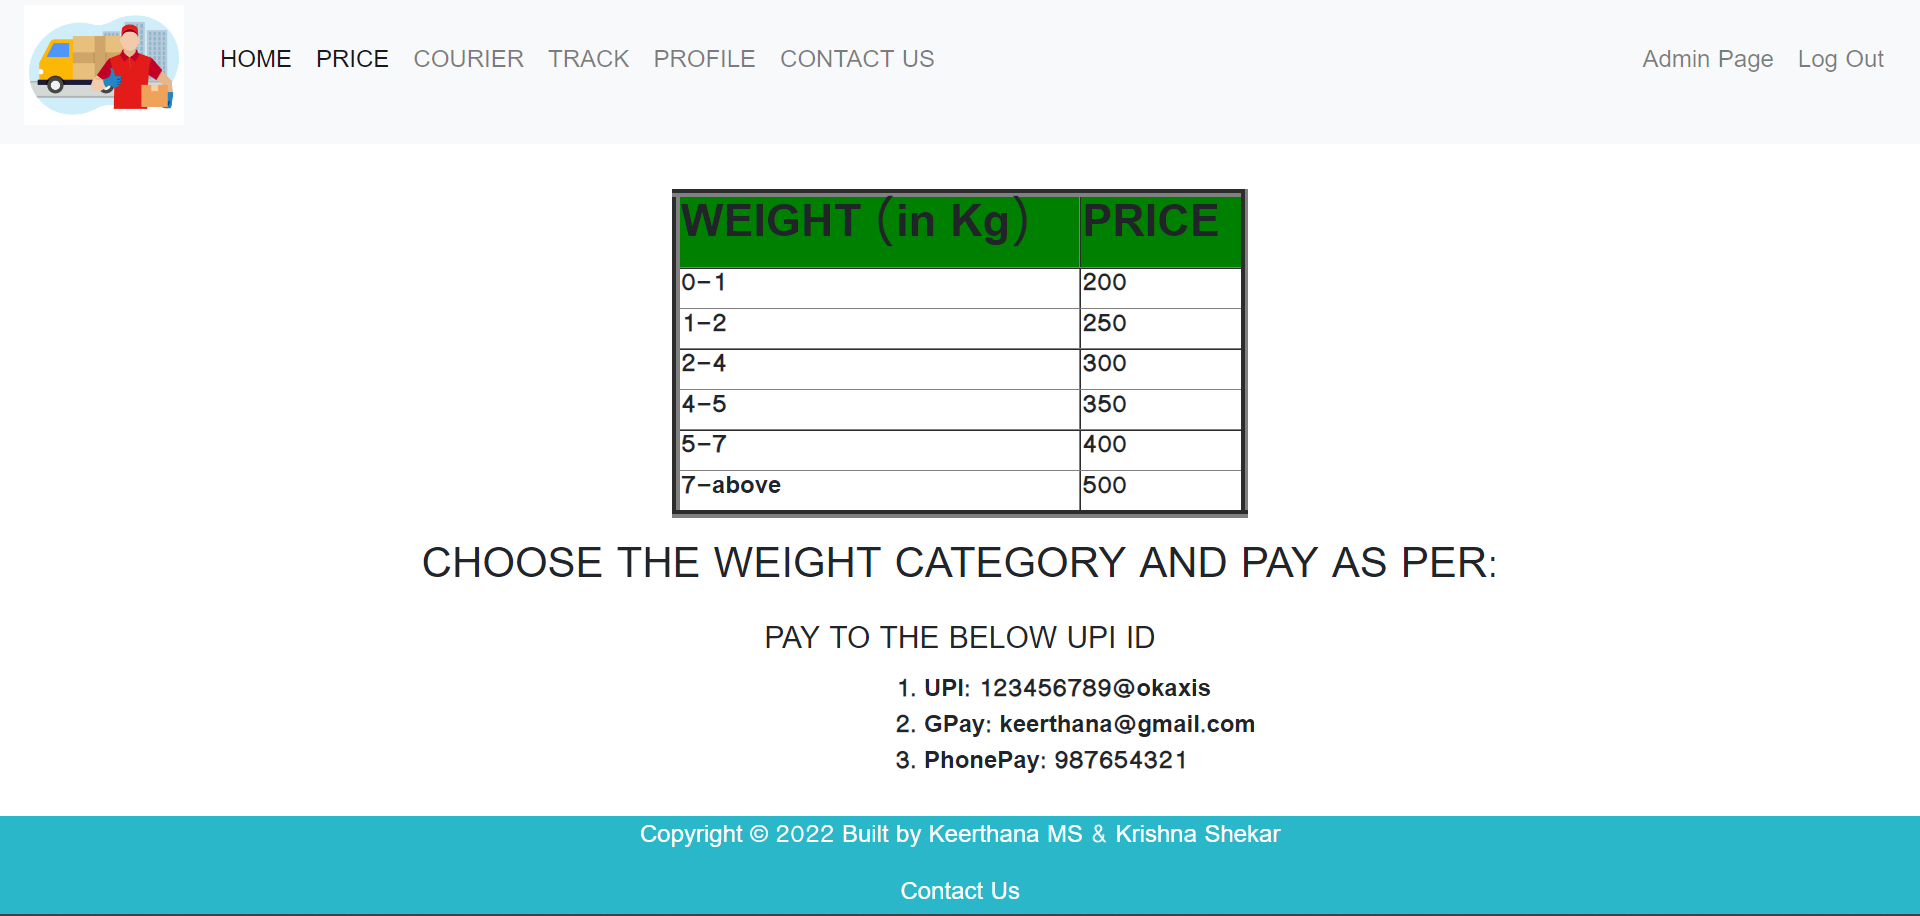 HOME PRICE COURIER TRACK PROFILE CONTACT US Admin Page Log Out
WEIGHT (in Kg) PRICE
0-1 200
1-2 250
2-4 300
4-5 350
5-7 400
7-above 500
CHOOSE THE WEIGHT CATEGORY AND PAY AS PER:
PAY TO THE BELOW UPI ID
1. UPI: 123456789@okaxis
2. GPay: keerthana@gmail.com
3. PhonePay: 987654321
Copyright © 2022 Built by Keerthana MS & Krishna Shekar
Contact Us